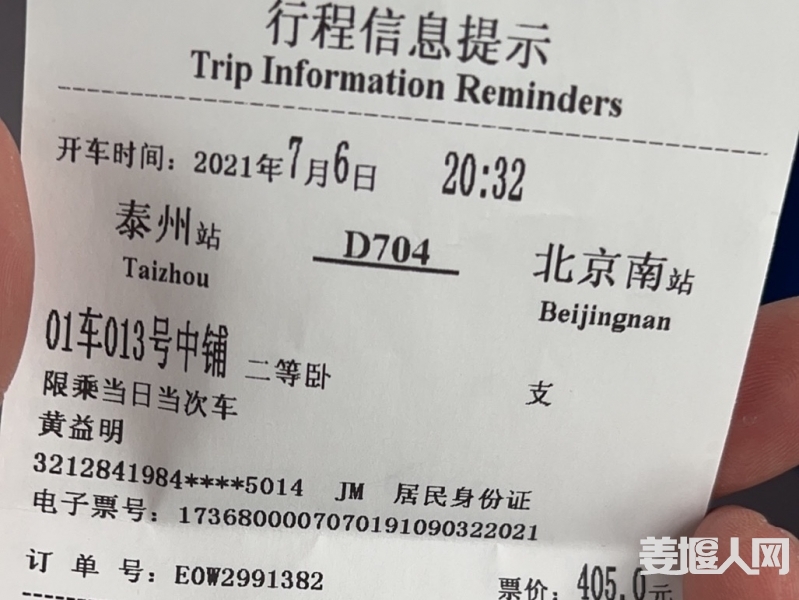 行程信息提示
Trip Information Reminders
开车时间：2021年7月6日 20:32
泰州站 D704 北京南站
Taizhou Beijingnan
01车013号中铺 二等卧 支
限乘当日当次车
黄益明
3212841984****5014 JM 居民身份证
电子票号：1736800007070191090322021
订单号：E0W2991382 票价：405.0元
姜堰人网